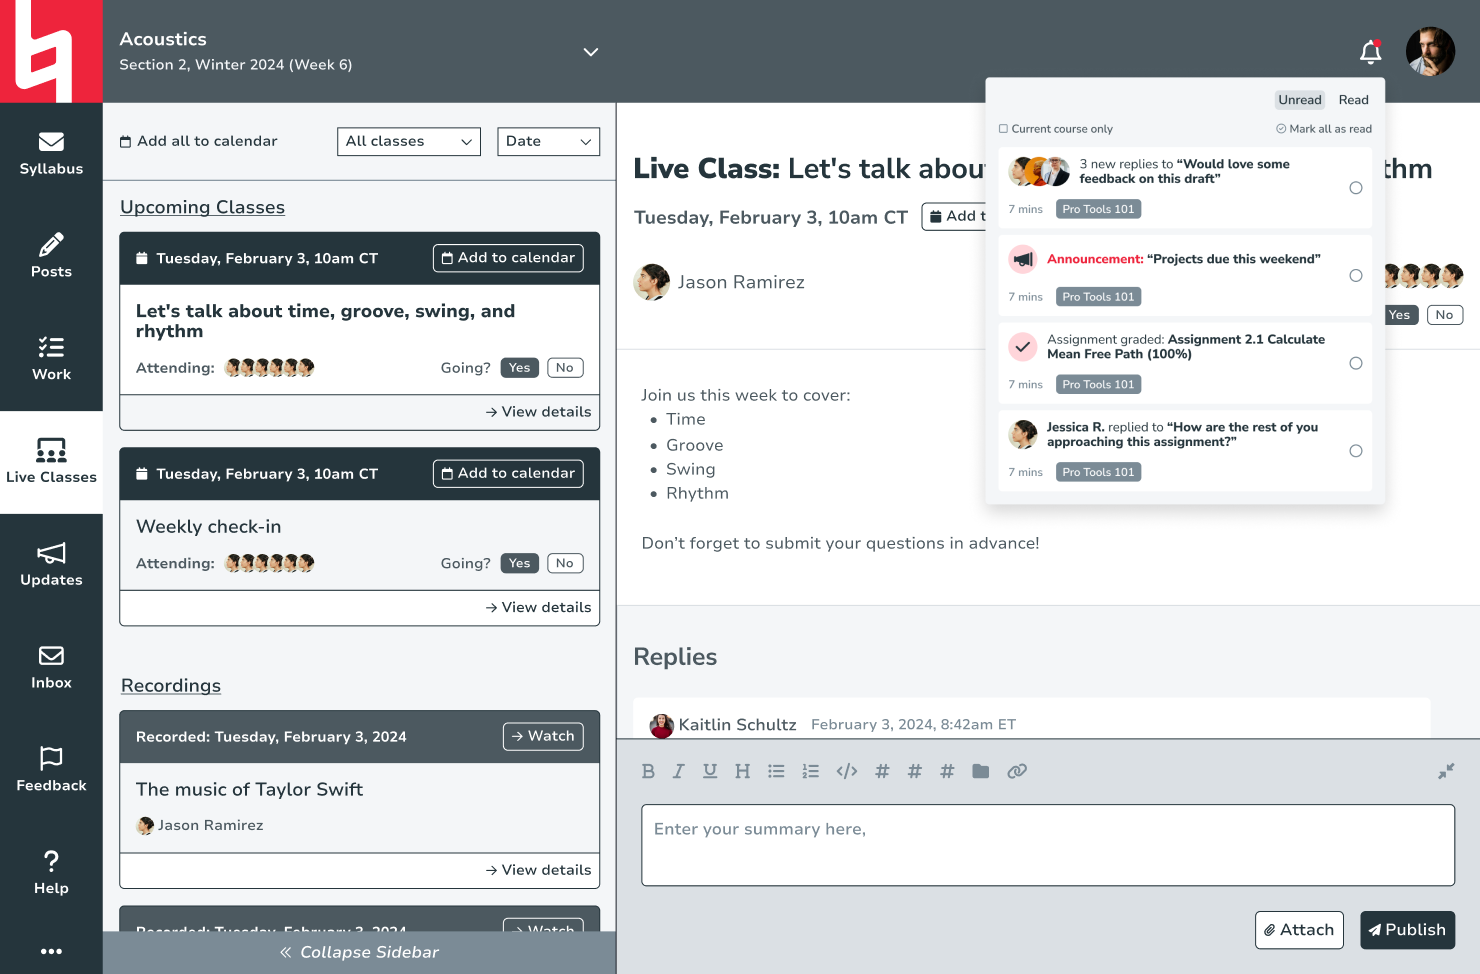 Acoustics
Section 2, Winter 2024 (Week 6)
Syllabus
Posts
Work
Live Classes
Updates
Inbox
Feedback
Help
Add all to calendar
All classes
Date
Upcoming Classes
Tuesday, February 3, 10am CT
Add to calendar
Let's talk about time, groove, swing, and
rhythm
Attending:
Going? Yes No
→ View details
Tuesday, February 3, 10am CT
Add to calendar
Weekly check-in
Attending:
Going? Yes No
→ View details
Recordings
Recorded: Tuesday, February 3, 2024
→ Watch
The music of Taylor Swift
Jason Ramirez
→ View details
Recorded: Tuesday, February 3, 2024
→ Watch
« Collapse Sidebar
Live Class: Let's talk abou
thm
Tuesday, February 3, 10am CT
Add t
Jason Ramirez
Yes No
Join us this week to cover:
• Time
• Groove
• Swing
• Rhythm
Don't forget to submit your questions in advance!
Unread Read
Current course only
Mark all as read
3 new replies to “Would love some
feedback on this draft”
7 mins Pro Tools 101
Announcement: “Projects due this weekend”
7 mins Pro Tools 101
Assignment graded: Assignment 2.1 Calculate
Mean Free Path (100%)
7 mins Pro Tools 101
Jessica R. replied to “How are the rest of you
approaching this assignment?”
7 mins Pro Tools 101
Replies
Kaitlin Schultz February 3, 2024, 8:42am ET
B I U H </> # # #
Enter your summary here,
Attach
Publish